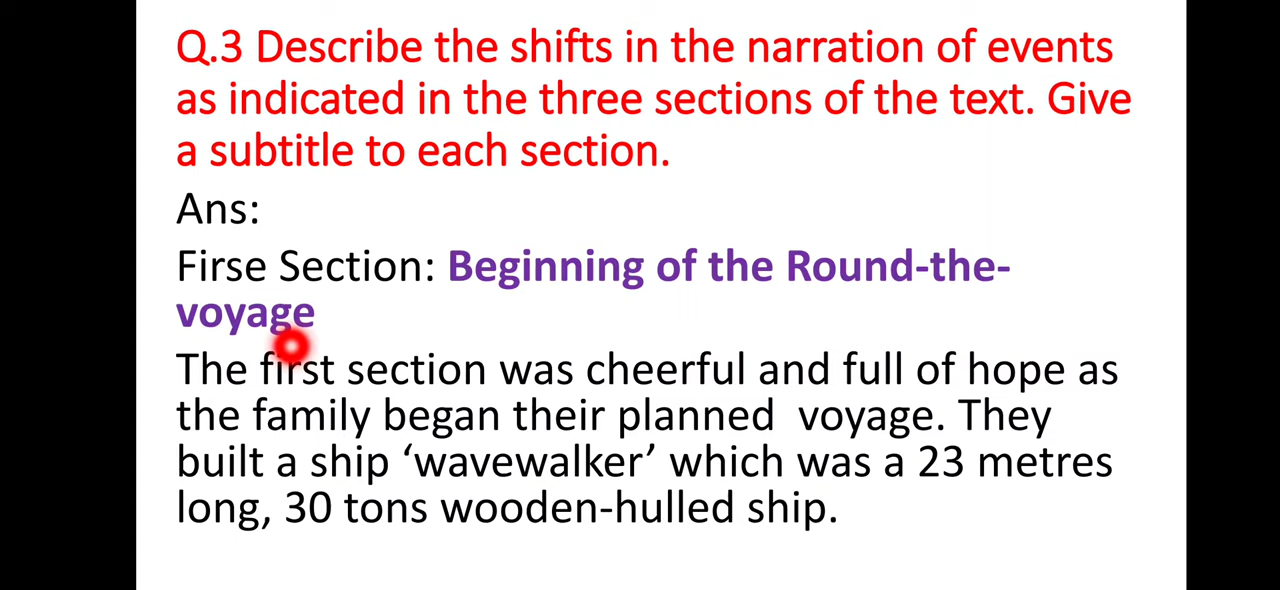 Q.3 Describe the shifts in the narration of events
as indicated in the three sections of the text. Give
a subtitle to each section.
Ans:
Firse Section: Beginning of the Round-the-
voyage
The first section was cheerful and full of hope as
the family began their planned voyage. They
built a ship ‘wavewalker’ which was a 23 metres
long, 30 tons wooden-hulled ship.